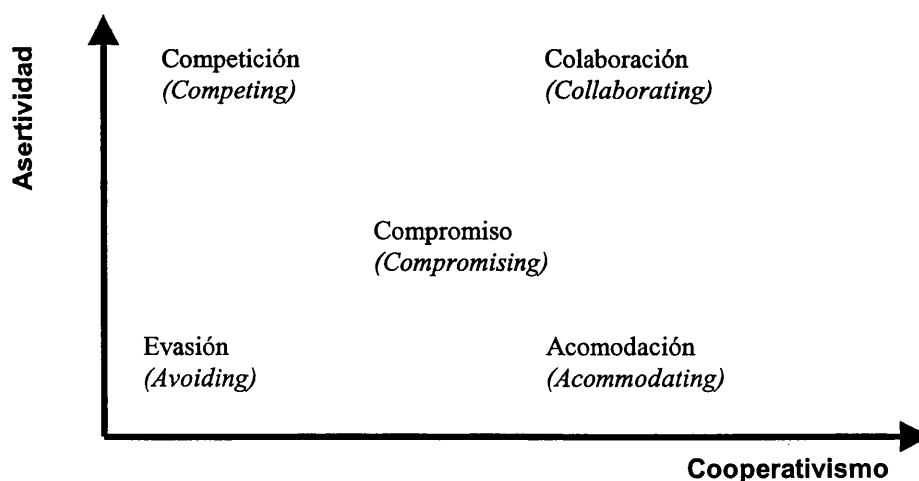 Asertividad
Competición
(Competing)
Colaboración
(Collaborating)
Compromiso
(Compromising)
Evasión
(Avoiding)
Acomodación
(Acommodating)
Cooperativismo